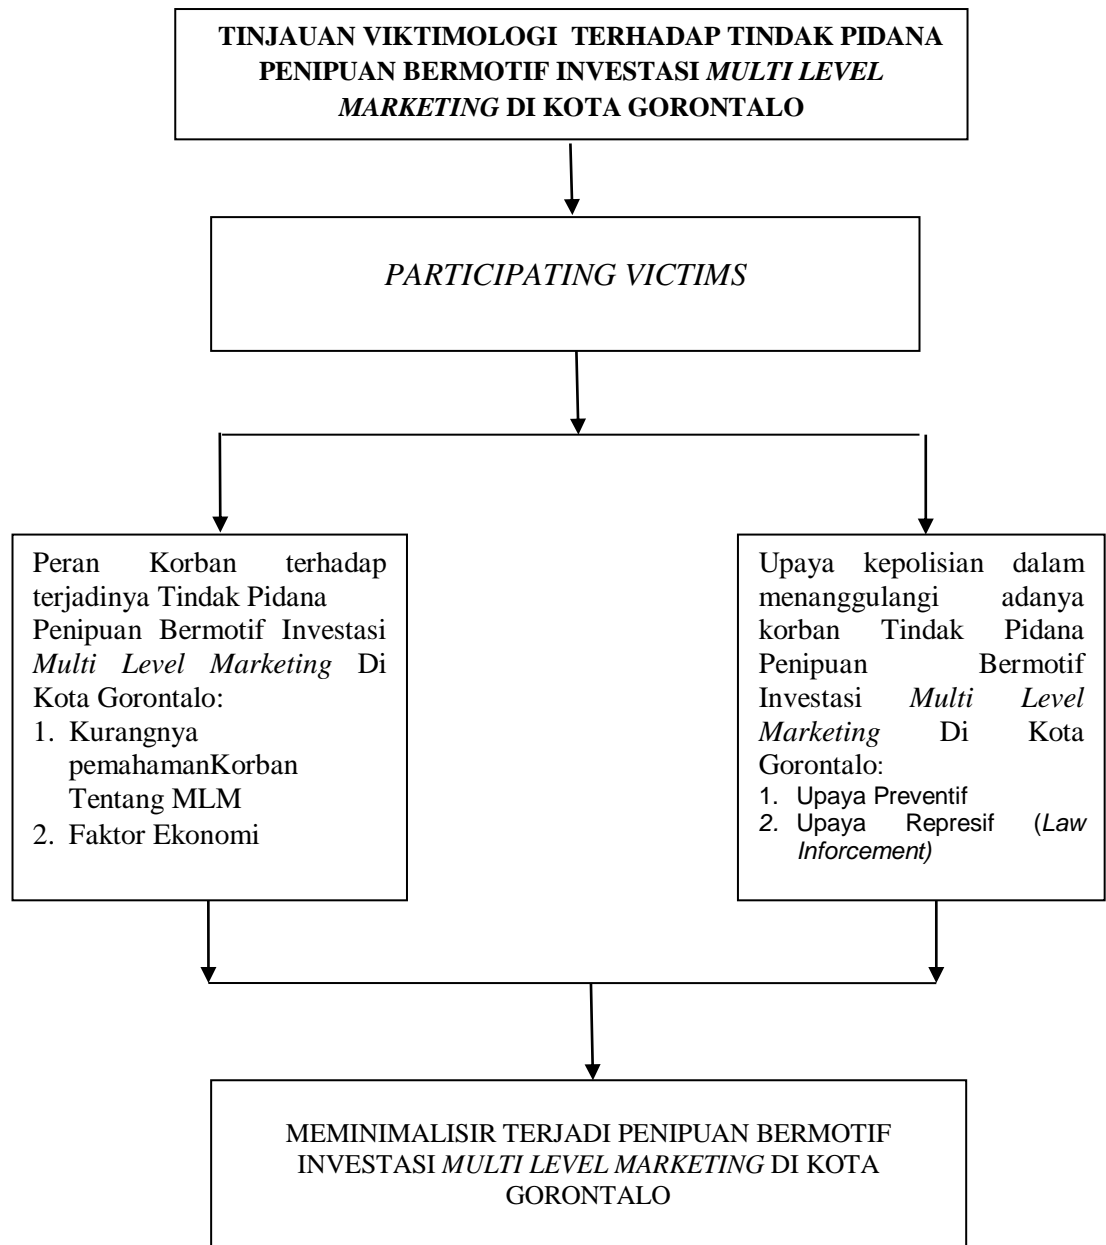 TINJAUAN VIKTIMOLOGI TERHADAP TINDAK PIDANA
PENIPUAN BERMOTIF INVESTASI MULTI LEVEL
MARKETING DI KOTA GORONTALO
PARTICIPATING VICTIMS
Peran Korban terhadap
terjadinya Tindak Pidana
Penipuan Bermotif Investasi
Multi Level Marketing Di
Kota Gorontalo:
1. Kurangnya
pemahamanKorban
Tentang MLM
2. Faktor Ekonomi
Upaya kepolisian dalam
menanggulangi adanya
korban Tindak Pidana
Penipuan Bermotif
Investasi Multi Level
Marketing Di Kota
Gorontalo:
1. Upaya Preventif
2. Upaya Represif (Law
Inforcement)
MEMINIMALISIR TERJADI PENIPUAN BERMOTIF
INVESTASI MULTI LEVEL MARKETING DI KOTA
GORONTALO